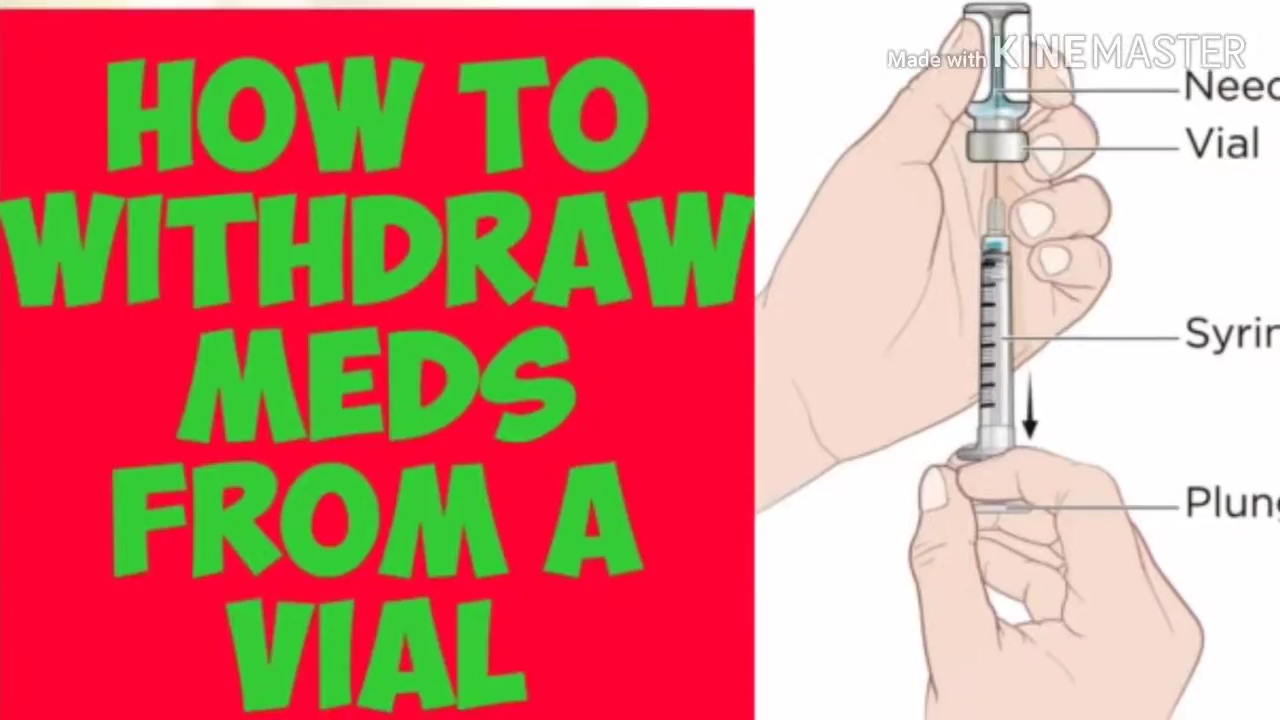 HOW TO
WITHDRAW
MEDS
FROM A
VIAL
Made with KINEMASTER
Need
Vial
Syrin
Plung